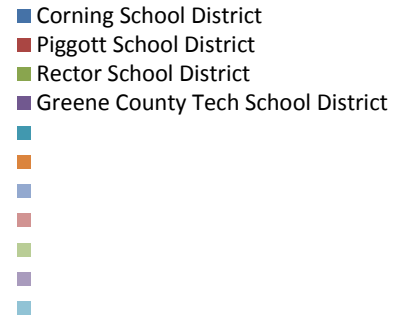 Corning School District
Piggott School District
Rector School District
Greene County Tech School District